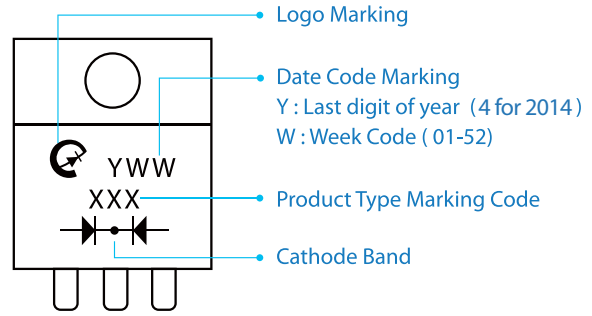 Logo Marking
Date Code Marking
Y : Last digit of year ( 4 for 2014 )
W : Week Code ( 01-52)
YWW
XXX
Product Type Marking Code
Cathode Band